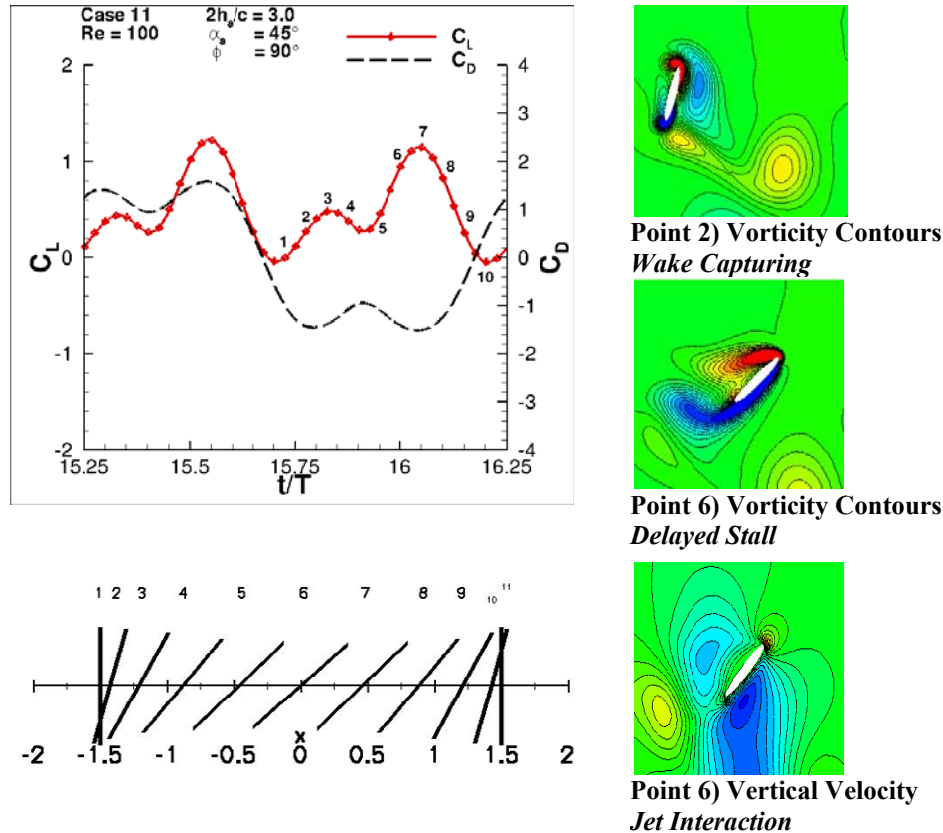 Case 11 2hₐ/c = 3.0
Re = 100 αₐ = 45°
ϕ = 90°
C_L
C_D
2
1
0
-1
-2
C_L
4
3
2
1
0
-1
-2
-3
-4
C_D
1
2
3
4
5
6
7
8
9
10
15.25 15.5 15.75 16 16.25
t/T
Point 2) Vorticity Contours
Wake Capturing
Point 6) Vorticity Contours
Delayed Stall
1 2 3 4 5 6 7 8 9 10 11
x
-2 -1.5 -1 -0.5 0 0.5 1 1.5 2
Point 6) Vertical Velocity
Jet Interaction